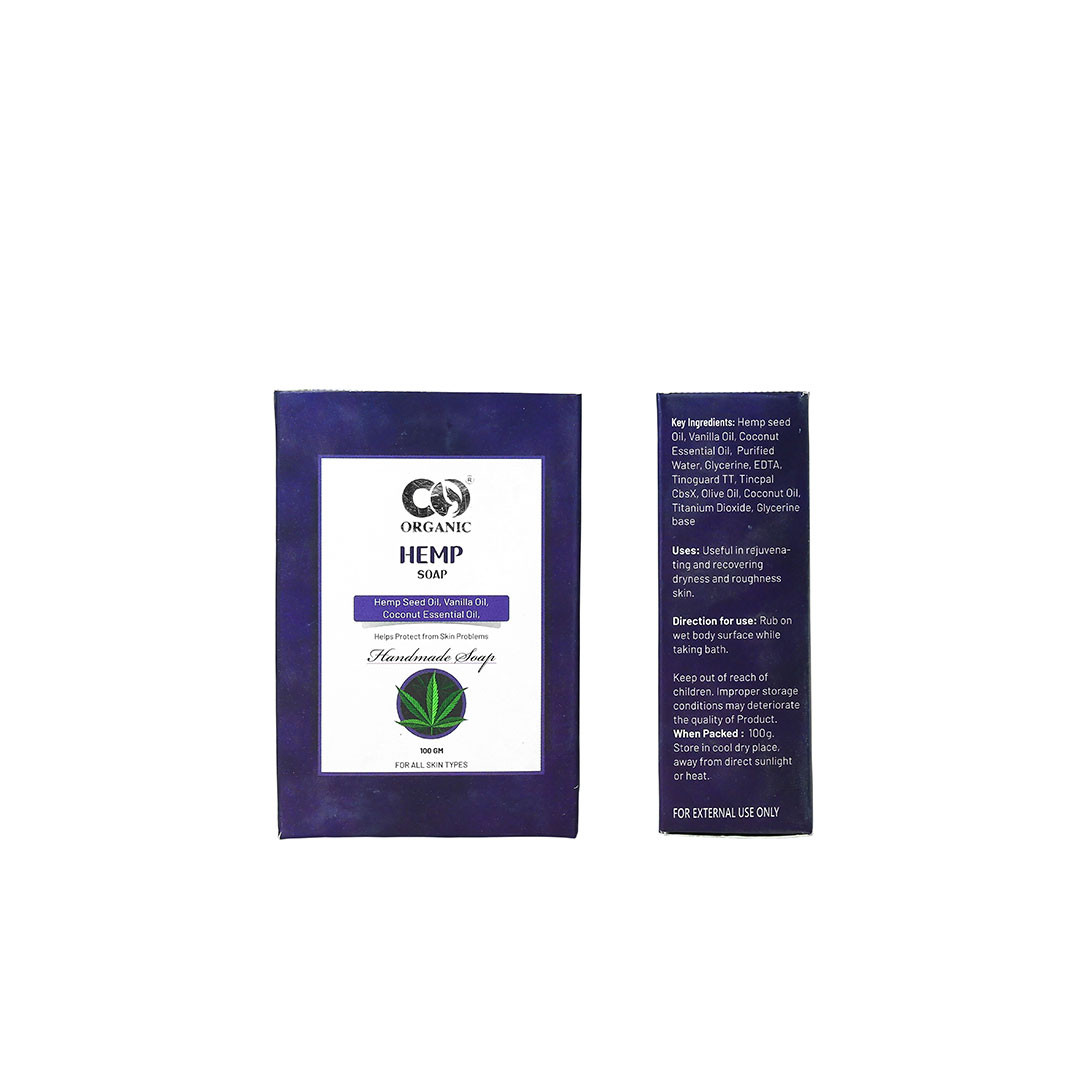 CO®
ORGANIC
HEMP
SOAP
Hemp Seed Oil, Vanilla Oil,
Coconut Essential Oil,
Helps Protect from Skin Problems
Handmade Soap
100 GM
FOR ALL SKIN TYPES
Key Ingredients: Hemp seed
Oil, Vanilla Oil, Coconut
Essential Oil, Purified
Water, Glycerine, EDTA,
Tinoguard TT, Tincpal
CbsX, Olive Oil, Coconut Oil,
Titanium Dioxide, Glycerine
base
Uses: Useful in rejuvena-
ting and recovering
dryness and roughness
skin.
Direction for use: Rub on
wet body surface while
taking bath.
Keep out of reach of
children. Improper storage
conditions may deteriorate
the quality of Product.
When Packed : 100g.
Store in cool dry place,
away from direct sunlight
or heat.
FOR EXTERNAL USE ONLY